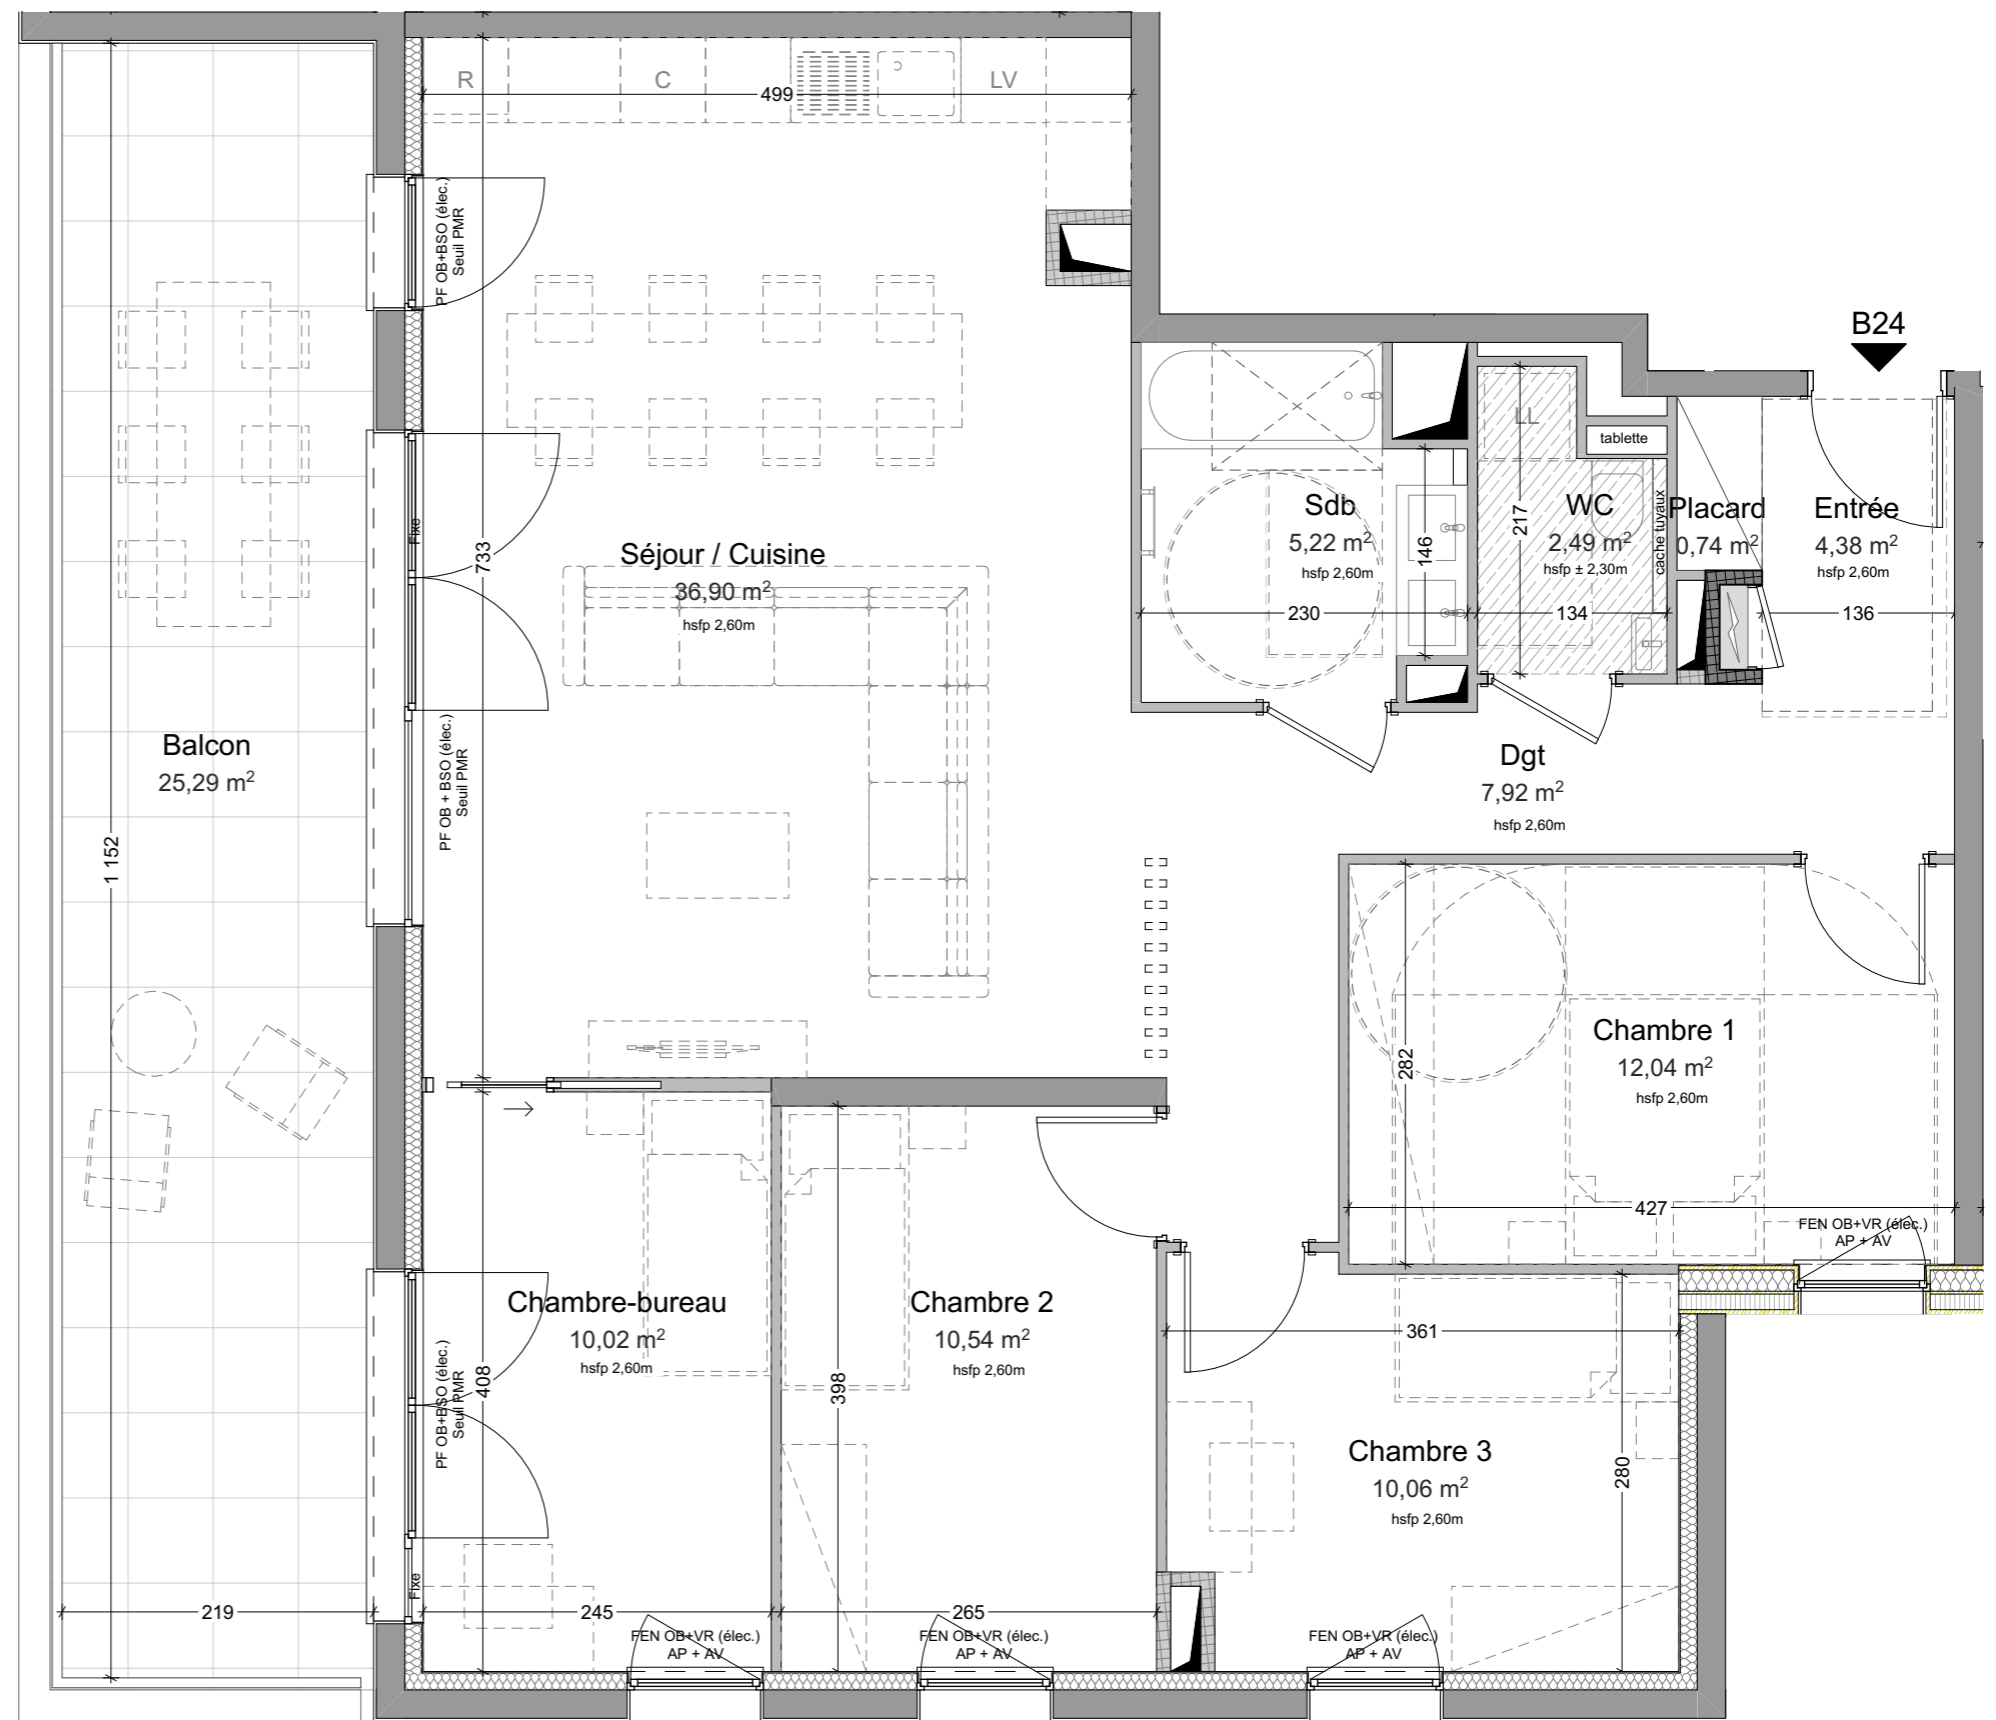 R
C
LV
499
PF OB+BSO (élec.)
Seuil PMR
B24
LL
tablette
Fixe
733
Séjour / Cuisine
36,90 m²
hsfp 2,60m
Sdb
5,22 m²
hsfp 2,60m
146
230
217
WC
2,49 m²
hsfp ± 2,30m
134
cache tuyaux
Placard
0,74 m²
Entrée
4,38 m²
hsfp 2,60m
136
Balcon
25,29 m²
1 152
PF OB + BSO (élec.)
Seuil PMR
Dgt
7,92 m²
hsfp 2,60m
Chambre 1
12,04 m²
hsfp 2,60m
282
427
FEN OB+VR (élec.)
AP + AV
Chambre-bureau
10,02 m²
hsfp 2,60m
PF OB+BSO (élec.)
Seuil PMR
408
Chambre 2
10,54 m²
hsfp 2,60m
398
361
Chambre 3
10,06 m²
hsfp 2,60m
280
Fixe
219
245
265
FEN OB+VR (élec.)
AP + AV
FEN OB+VR (élec.)
AP + AV
FEN OB+VR (élec.)
AP + AV